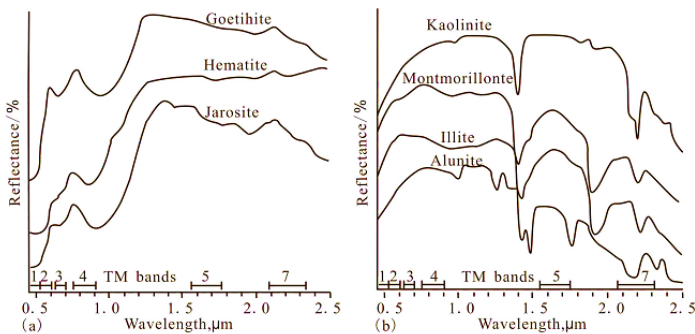 (a)
Reflectance/%
Goetihite
Hematite
Jarosite
1 2 3 4 TM bands 5 7
0.5 1.0 1.5 2.0 2.5
Wavelength,μm
(b)
Reflectance/%
Kaolinite
Montmorillonte
Illite
Alunite
1 2 3 4 TM bands 5 7
0.5 1.0 1.5 2.0 2.5
Wavelength,μm